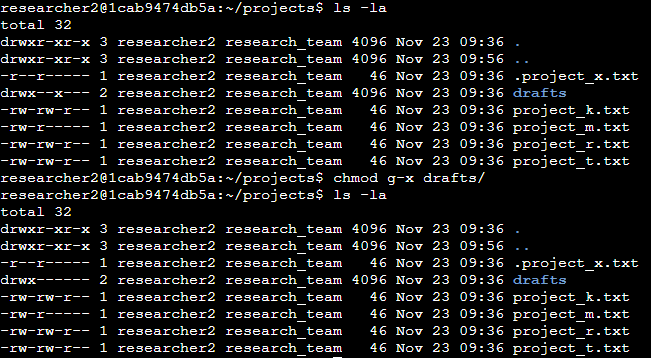 researcher2@1cab9474db5a:~/projects$ ls -la
total 32
drwxr-xr-x 3 researcher2 research_team 4096 Nov 23 09:36 .
drwxr-xr-x 3 researcher2 research_team 4096 Nov 23 09:56 ..
-r--r----- 1 researcher2 research_team   46 Nov 23 09:36 .project_x.txt
drwx--x--- 2 researcher2 research_team 4096 Nov 23 09:36 drafts
-rw-rw-r-- 1 researcher2 research_team   46 Nov 23 09:36 project_k.txt
-rw-r----- 1 researcher2 research_team   46 Nov 23 09:36 project_m.txt
-rw-rw-r-- 1 researcher2 research_team   46 Nov 23 09:36 project_r.txt
-rw-rw-r-- 1 researcher2 research_team   46 Nov 23 09:36 project_t.txt
researcher2@1cab9474db5a:~/projects$ chmod g-x drafts/
researcher2@1cab9474db5a:~/projects$ ls -la
total 32
drwxr-xr-x 3 researcher2 research_team 4096 Nov 23 09:36 .
drwxr-xr-x 3 researcher2 research_team 4096 Nov 23 09:56 ..
-r--r----- 1 researcher2 research_team   46 Nov 23 09:36 .project_x.txt
drwx------ 2 researcher2 research_team 4096 Nov 23 09:36 drafts
-rw-rw-r-- 1 researcher2 research_team   46 Nov 23 09:36 project_k.txt
-rw-r----- 1 researcher2 research_team   46 Nov 23 09:36 project_m.txt
-rw-rw-r-- 1 researcher2 research_team   46 Nov 23 09:36 project_r.txt
-rw-rw-r-- 1 researcher2 research_team   46 Nov 23 09:36 project_t.txt